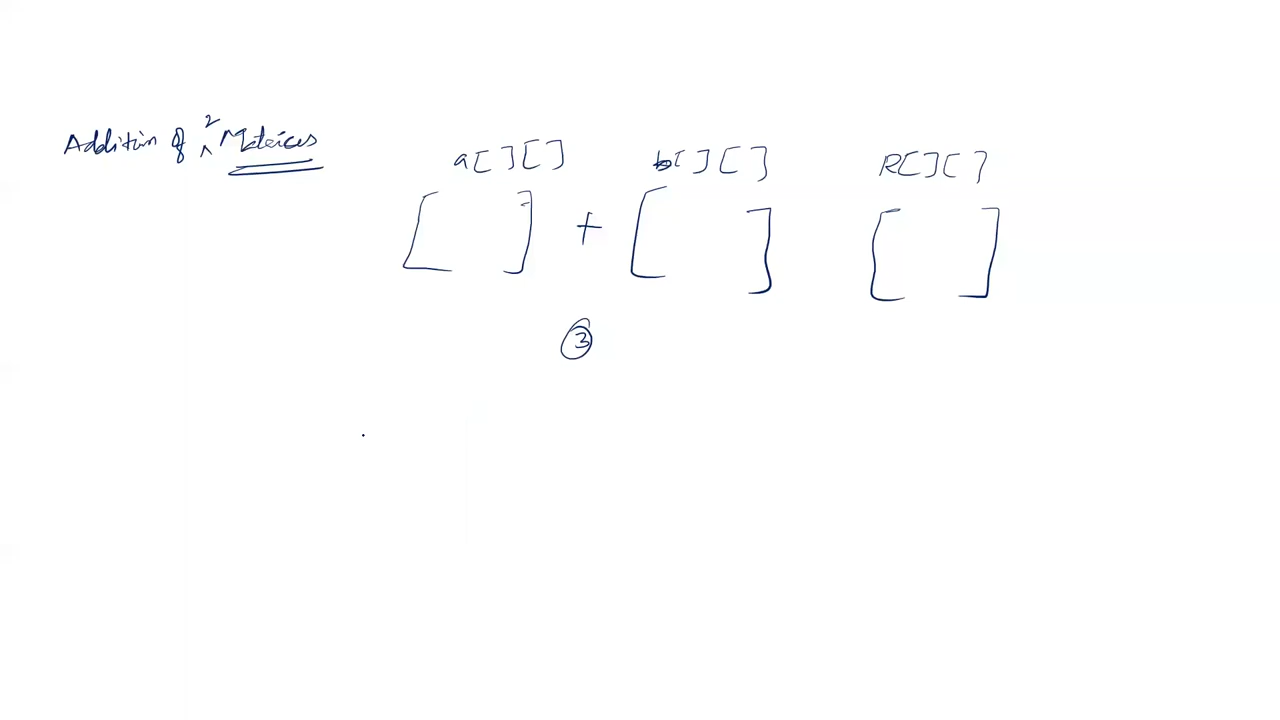 Addition of 2 Matrices
a[ ][ ] b[ ][ ] R[ ][ ]
[ ] + [ ] [ ]
3